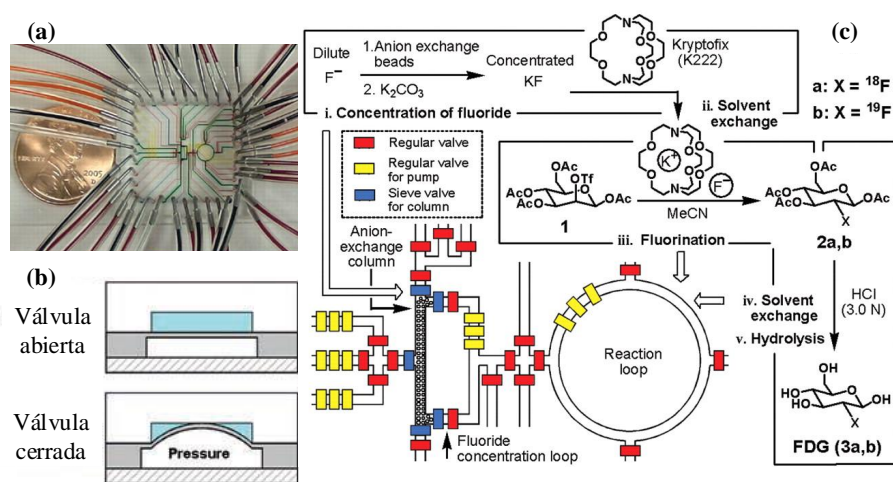 (a)
2005
(b)
Válvula
abierta
Válvula
cerrada
Pressure
(c)
Dilute
F⁻
1.Anion exchange
beads
2. K₂CO₃
Concentrated
KF
Kryptofix
(K222)
a: X = ¹⁸F
b: X = ¹⁹F
i. Concentration of fluoride
ii. Solvent
exchange
Regular valve
Regular valve
for pump
Sieve valve
for column
Anion-
exchange
column
K⁺
F⁻
AcO
OAc
OTf
AcO
AcO
OAc
1
MeCN
AcO
OAc
AcO
OAc
X
2a,b
iii. Fluorination
iv. Solvent
exchange
v. Hydrolysis
HCl
(3.0 N)
Reaction
loop
Fluoride
concentration loop
OH
HO
HO
O
OH
X
FDG (3a,b)